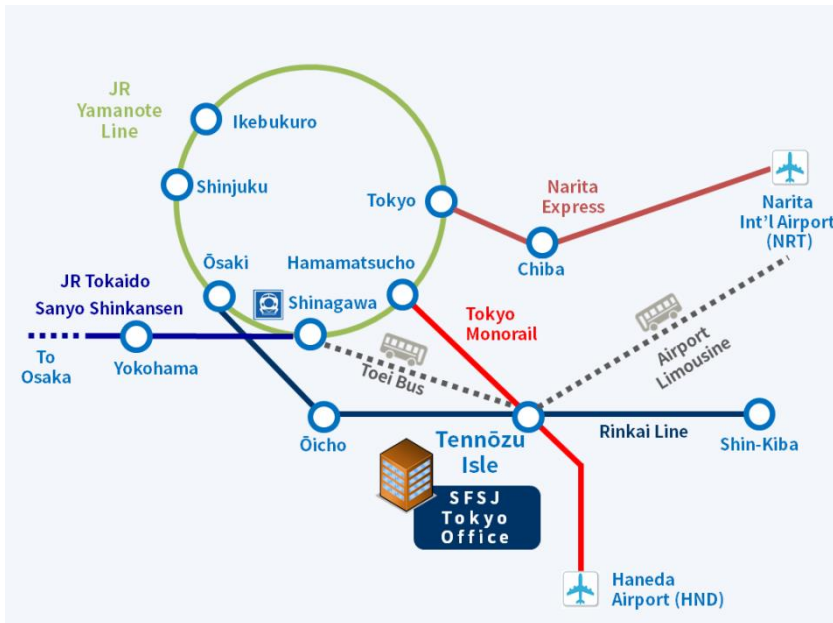 JR
Yamanote
Line
Ikebukuro
Shinjuku
Tokyo
Narita
Express
Narita
Int'l Airport
(NRT)
Chiba
Ōsaki
Hamamatsucho
JR Tokaido
Sanyo Shinkansen
Shinagawa
Tokyo
Monorail
Airport
Limousine
To
Osaka
Yokohama
Toei Bus
Ōicho
Tennōzu
Isle
Rinkai Line
Shin-Kiba
SFSJ
Tokyo
Office
Haneda
Airport (HND)